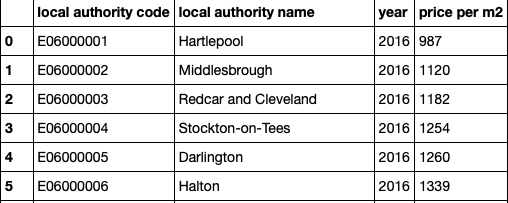 local authority code local authority name year price per m2
0 E06000001 Hartlepool 2016 987
1 E06000002 Middlesbrough 2016 1120
2 E06000003 Redcar and Cleveland 2016 1182
3 E06000004 Stockton-on-Tees 2016 1254
4 E06000005 Darlington 2016 1260
5 E06000006 Halton 2016 1339